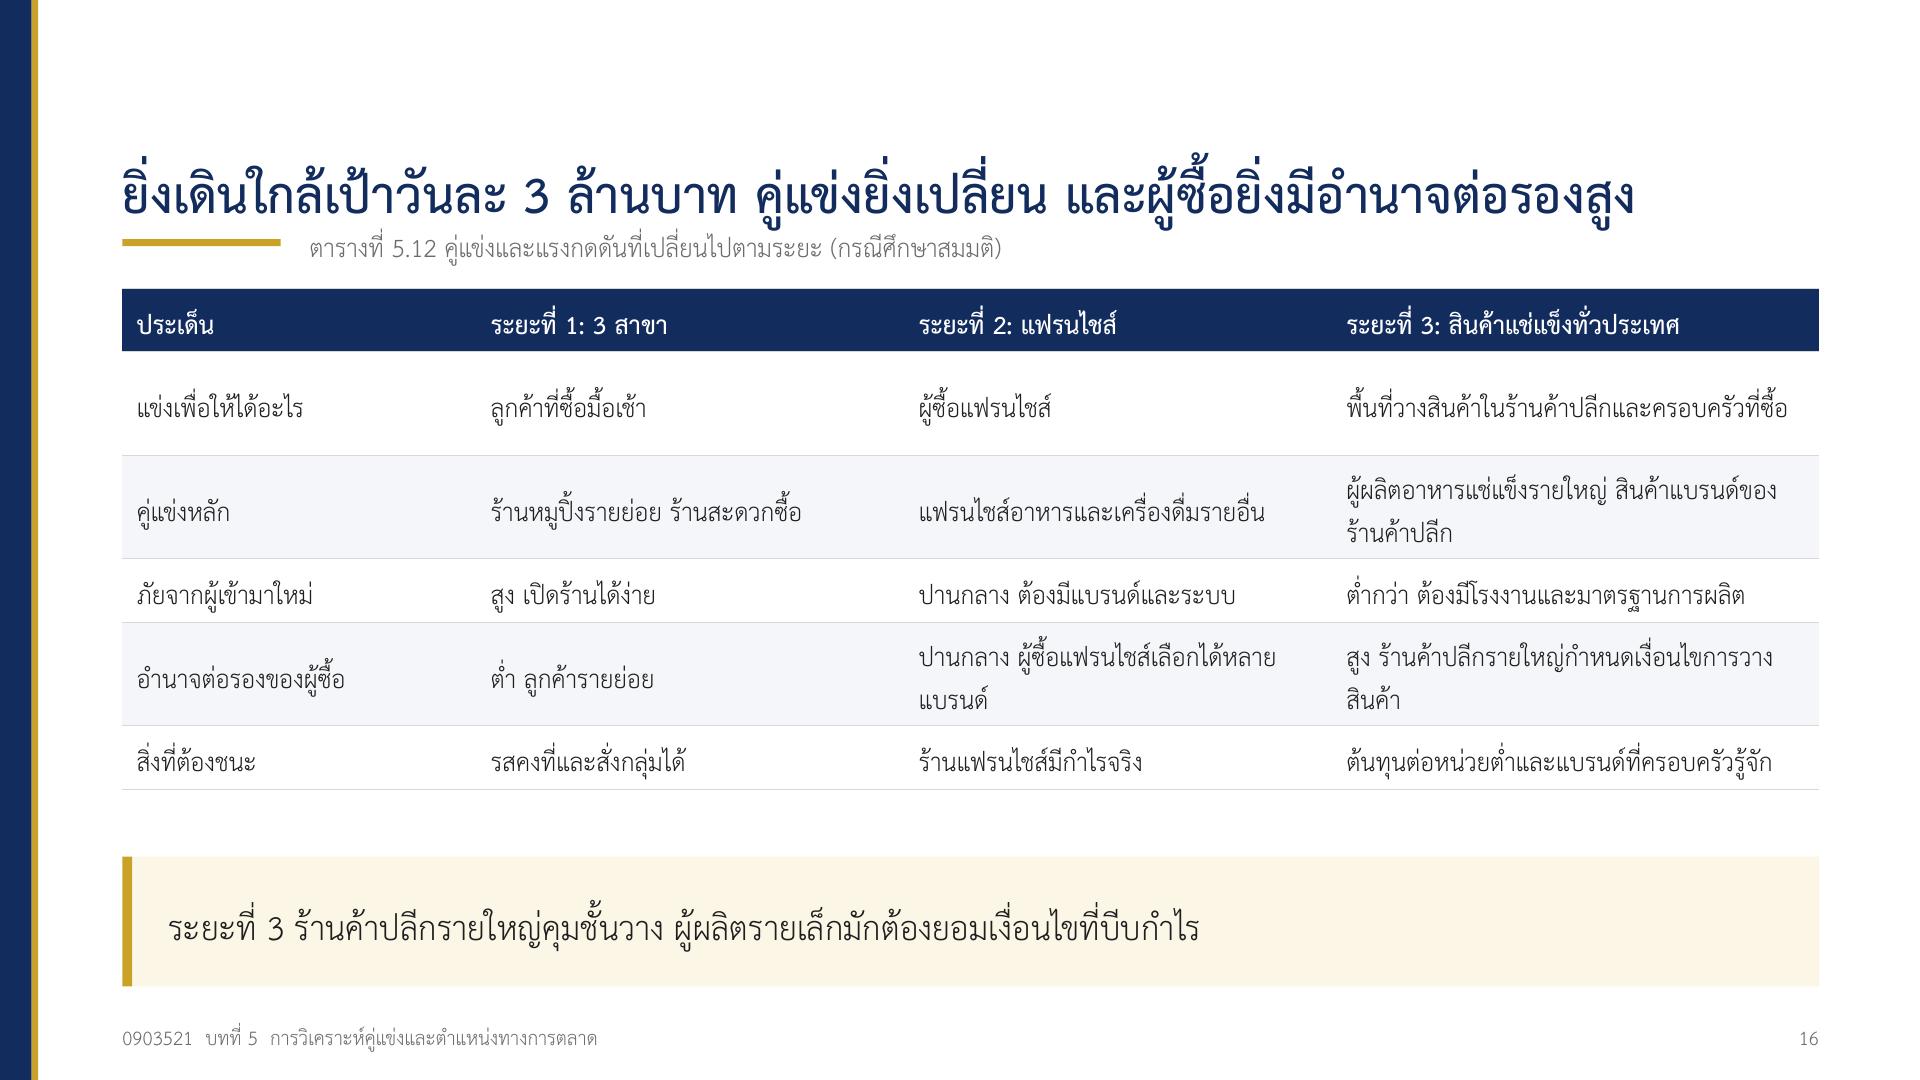 ยิ่งเดินใกล้เป้าวันละ 3 ล้านบาท คู่แข่งยิ่งเปลี่ยน และผู้ซื้อยิ่งมีอำนาจต่อรองสูง
ตารางที่ 5.12 คู่แข่งและแรงกดดันที่เปลี่ยนไปตามระยะ (กรณีศึกษาสมมติ)
ประเด็น ระยะที่ 1: 3 สาขา ระยะที่ 2: แฟรนไชส์ ระยะที่ 3: สินค้าแช่แข็งทั่วประเทศ
แข่งเพื่อให้ได้อะไร ลูกค้าที่ซื้อมื้อเช้า ผู้ซื้อแฟรนไชส์ พื้นที่วางสินค้าในร้านค้าปลีกและครอบครัวที่ซื้อ
คู่แข่งหลัก ร้านหมูปิ้งรายย่อย ร้านสะดวกซื้อ แฟรนไชส์อาหารและเครื่องดื่มรายอื่น ผู้ผลิตอาหารแช่แข็งรายใหญ่ สินค้าแบรนด์ของ
ร้านค้าปลีก
ภัยจากผู้เข้ามาใหม่ สูง เปิดร้านได้ง่าย ปานกลาง ต้องมีแบรนด์และระบบ ต่ำกว่า ต้องมีโรงงานและมาตรฐานการผลิต
อำนาจต่อรองของผู้ซื้อ ต่ำ ลูกค้ารายย่อย ปานกลาง ผู้ซื้อแฟรนไชส์เลือกได้หลาย
แบรนด์ สูง ร้านค้าปลีกรายใหญ่กำหนดเงื่อนไขการวาง
สินค้า
สิ่งที่ต้องชนะ รสคงที่และสั่งกลุ่มได้ ร้านแฟรนไชส์มีกำไรจริง ต้นทุนต่อหน่วยต่ำและแบรนด์ที่ครอบครัวรู้จัก
ระยะที่ 3 ร้านค้าปลีกรายใหญ่คุมชั้นวาง ผู้ผลิตรายเล็กมักต้องยอมเงื่อนไขที่บีบกำไร
0903521 บทที่ 5 การวิเคราะห์คู่แข่งและตำแหน่งทางการตลาด 16